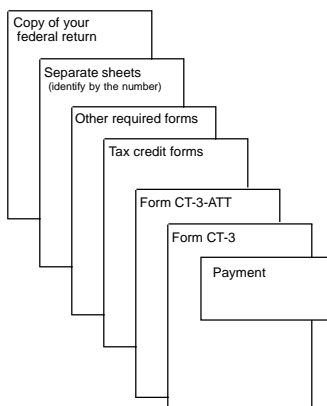 Copy of your
federal return
Separate sheets
(identify by the number)
Other required forms
Tax credit forms
Form CT-3-ATT
Form CT-3
Payment